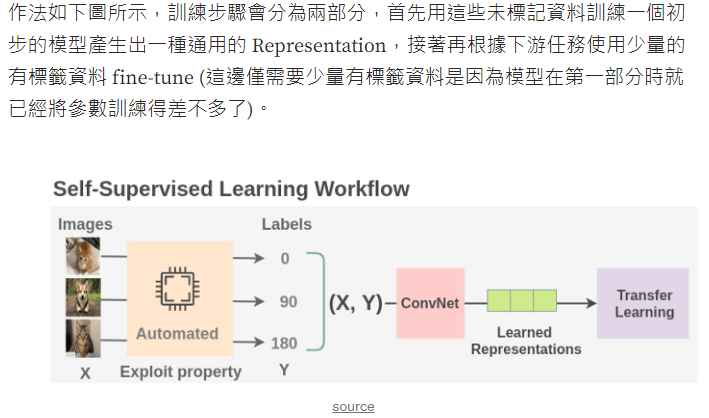 作法如下圖所示，訓練步驟會分為兩部分，首先用這些未標記資料訓練一個初
步的模型產生出一種通用的 Representation，接著再根據下游任務使用少量的
有標籤資料 fine-tune (這邊僅需要少量有標籤資料是因為模型在第一部分時就
已經將參數訓練得差不多了)。
Self-Supervised Learning Workflow
Images
Labels
0
90
180
Automated
X
Exploit property
Y
(X, Y)
ConvNet
Learned
Representations
Transfer
Learning
source